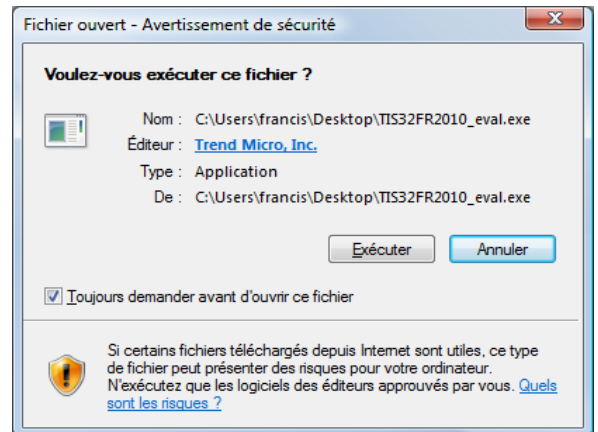 Fichier ouvert - Avertissement de sécurité
Voulez-vous exécuter ce fichier ?
Nom : C:\Users\francis\Desktop\TIS32FR2010_eval.exe
Éditeur : Trend Micro, Inc.
Type : Application
De : C:\Users\francis\Desktop\TIS32FR2010_eval.exe
Exécuter Annuler
Toujours demander avant d'ouvrir ce fichier
Si certains fichiers téléchargés depuis Internet sont utiles, ce type
de fichier peut présenter des risques pour votre ordinateur.
N'exécutez que les logiciels des éditeurs approuvés par vous. Quels
sont les risques ?